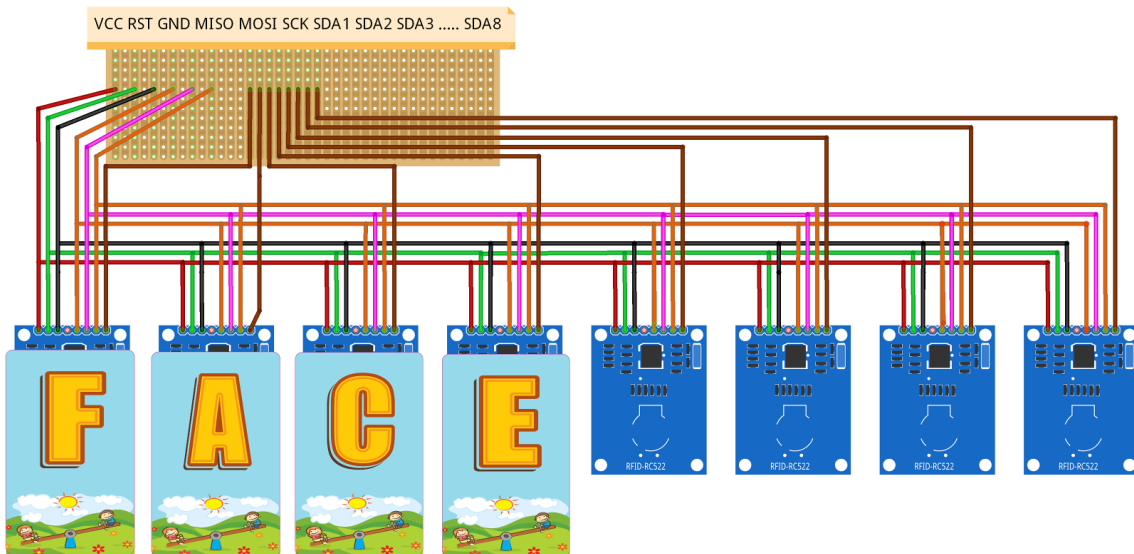 VCC RST GND MISO MOSI SCK SDA1 SDA2 SDA3 ..... SDA8
F A C E
RFID-RC522 RFID-RC522 RFID-RC522 RFID-RC522